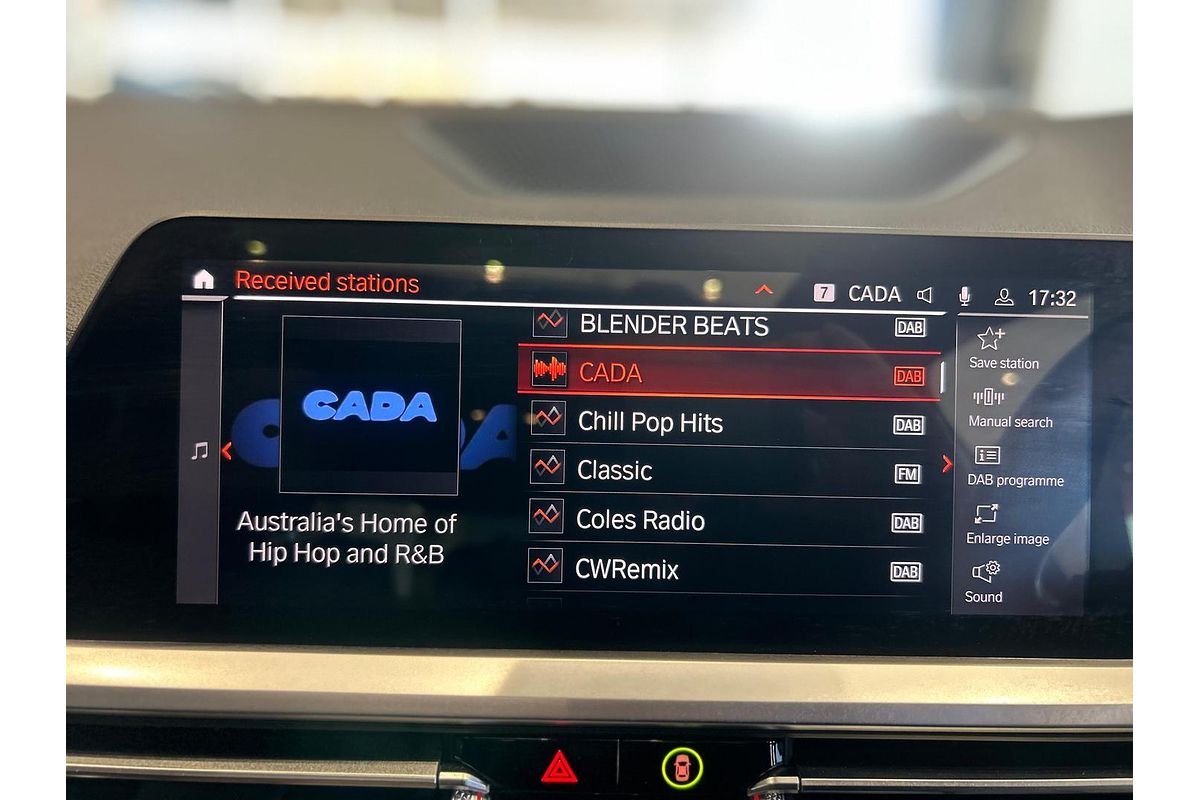 Received stations
7 CADA 17:32
CADA
Australia's Home of
Hip Hop and R&B
BLENDER BEATS DAB
CADA DAB
Chill Pop Hits DAB
Classic FM
Coles Radio DAB
CWRemix DAB
Save station
Manual search
DAB programme
Enlarge image
Sound